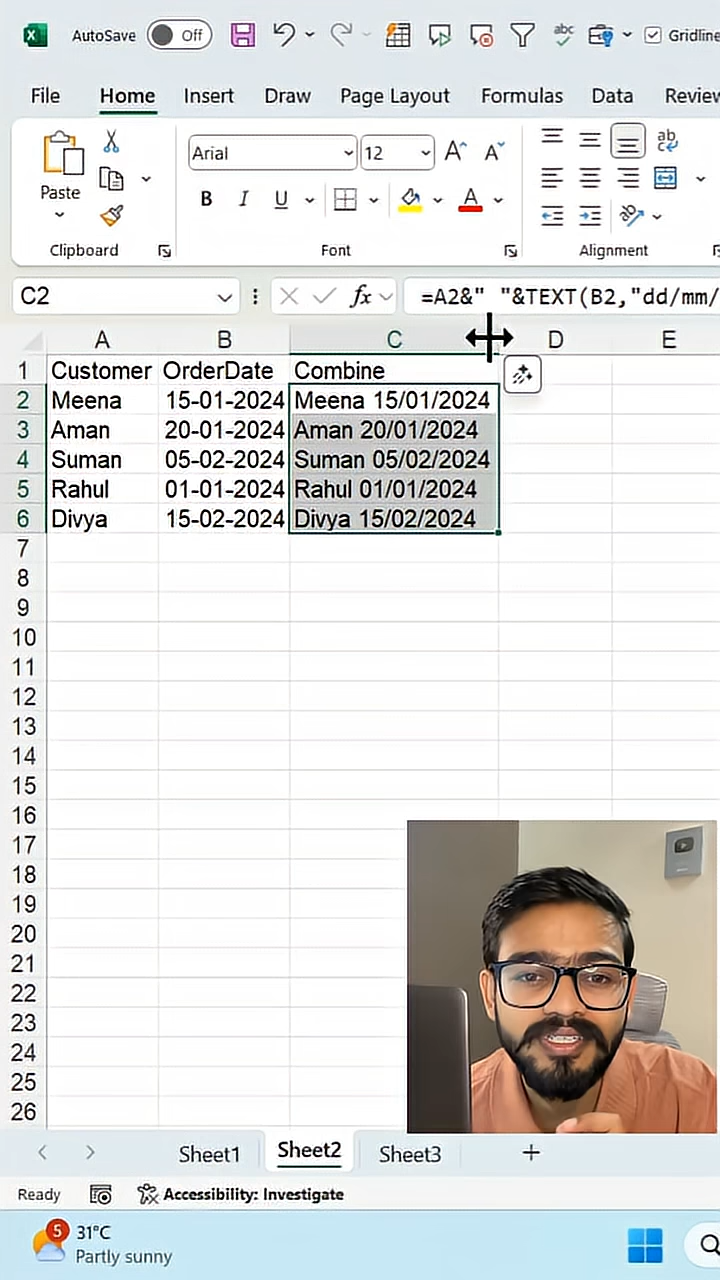 AutoSave Off abc Gridline
File Home Insert Draw Page Layout Formulas Data Review
Paste Arial 12 A A ab c
B I U A
Clipboard Font Alignment
C2 fx =A2&" "&TEXT(B2,"dd/mm/
A B C D E
1 Customer OrderDate Combine
2 Meena 15-01-2024 Meena 15/01/2024
3 Aman 20-01-2024 Aman 20/01/2024
4 Suman 05-02-2024 Suman 05/02/2024
5 Rahul 01-01-2024 Rahul 01/01/2024
6 Divya 15-02-2024 Divya 15/02/2024
7
8
9
10
11
12
13
14
15
16
17
18
19
20
21
22
23
24
25
26
Sheet1 Sheet2 Sheet3 +
Ready Accessibility: Investigate
5 31°C
Partly sunny